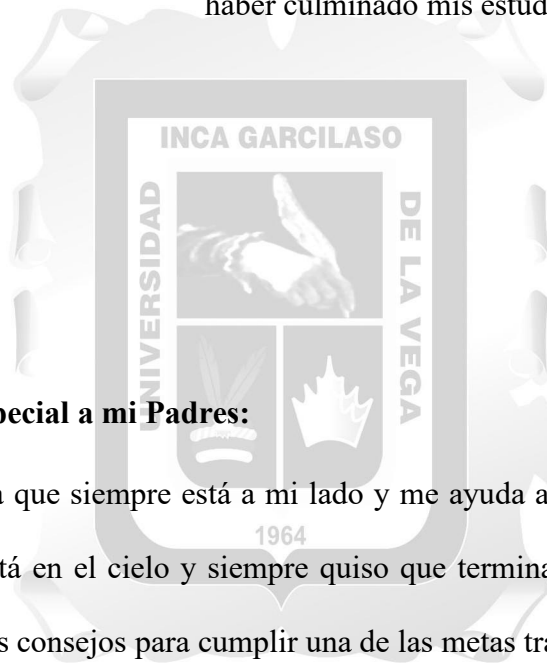 haber culminado mis estud
INCA GARCILASO
UNIVERSIDAD
DE LA VEGA
pecial a mi Padres:
a que siempre está a mi lado y me ayuda a
1964
tá en el cielo y siempre quiso que termina
s consejos para cumplir una de las metas tra